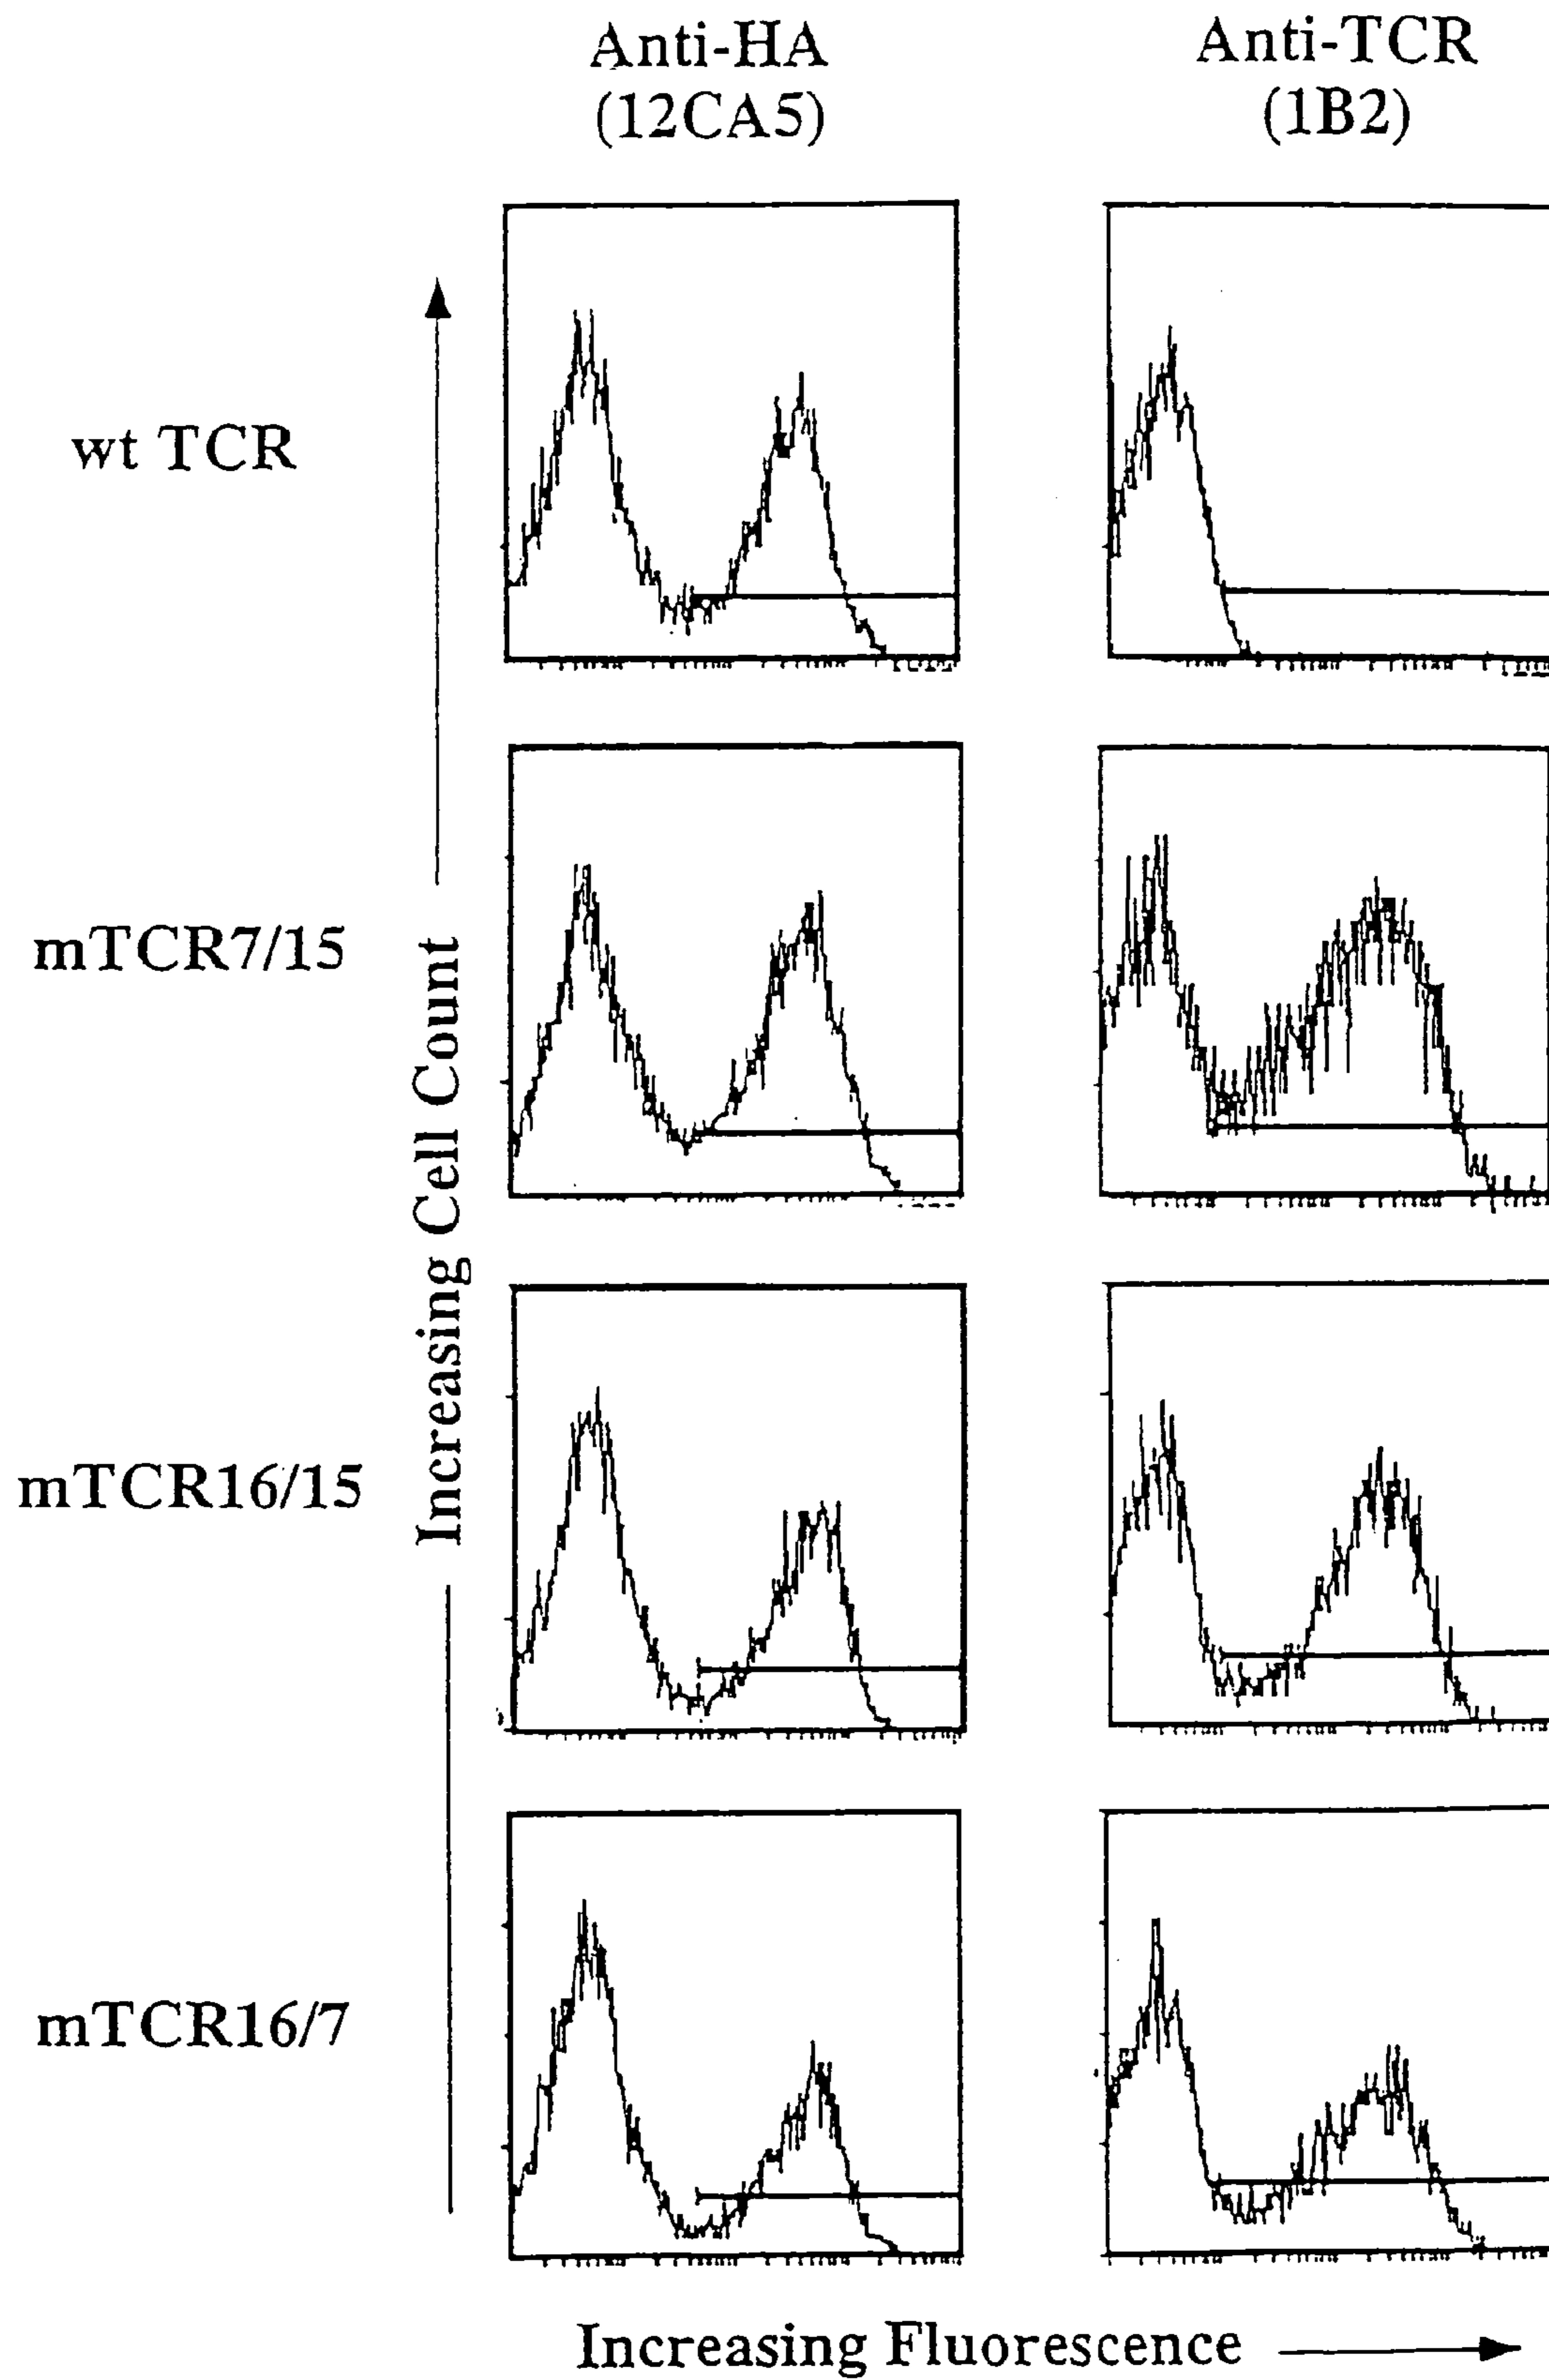 Anti-HA
(12CA5)
Anti-TCR
(1B2)
wt TCR
mTCR7/15
mTCR16/15
mTCR16/7
Increasing Cell Count
Increasing Fluorescence